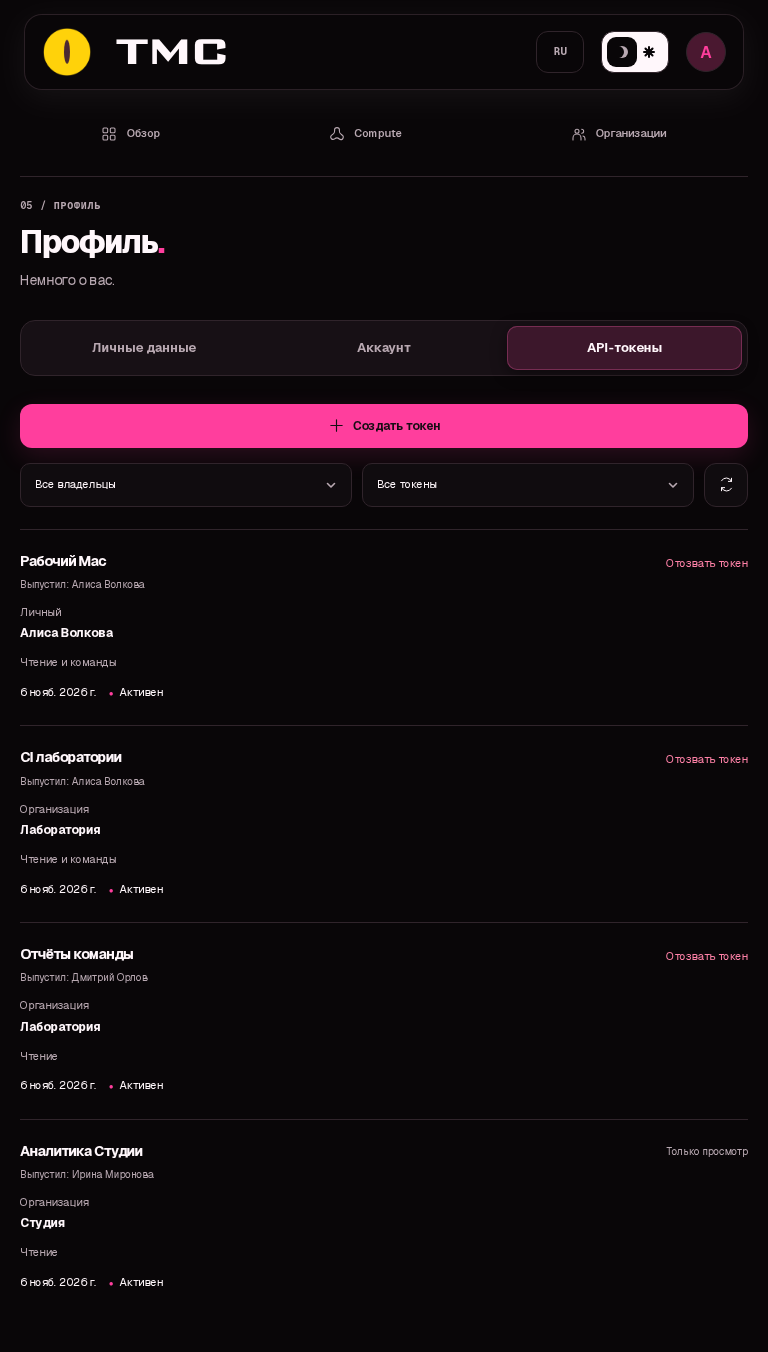 TMC
RU
A
Обзор
Compute
Организации
05 / ПРОФИЛЬ
Профиль.
Немного о вас.
Личные данные
Аккаунт
API-токены
Создать токен
Все владельцы
Все токены
Рабочий Mac
Отозвать токен
Выпустил: Алиса Волкова
Личный
Алиса Волкова
Чтение и команды
6 нояб. 2026 г.
Активен
CI лаборатории
Отозвать токен
Выпустил: Алиса Волкова
Организация
Лаборатория
Чтение и команды
6 нояб. 2026 г.
Активен
Отчёты команды
Отозвать токен
Выпустил: Дмитрий Орлов
Организация
Лаборатория
Чтение
6 нояб. 2026 г.
Активен
Аналитика Студии
Только просмотр
Выпустил: Ирина Миронова
Организация
Студия
Чтение
6 нояб. 2026 г.
Активен